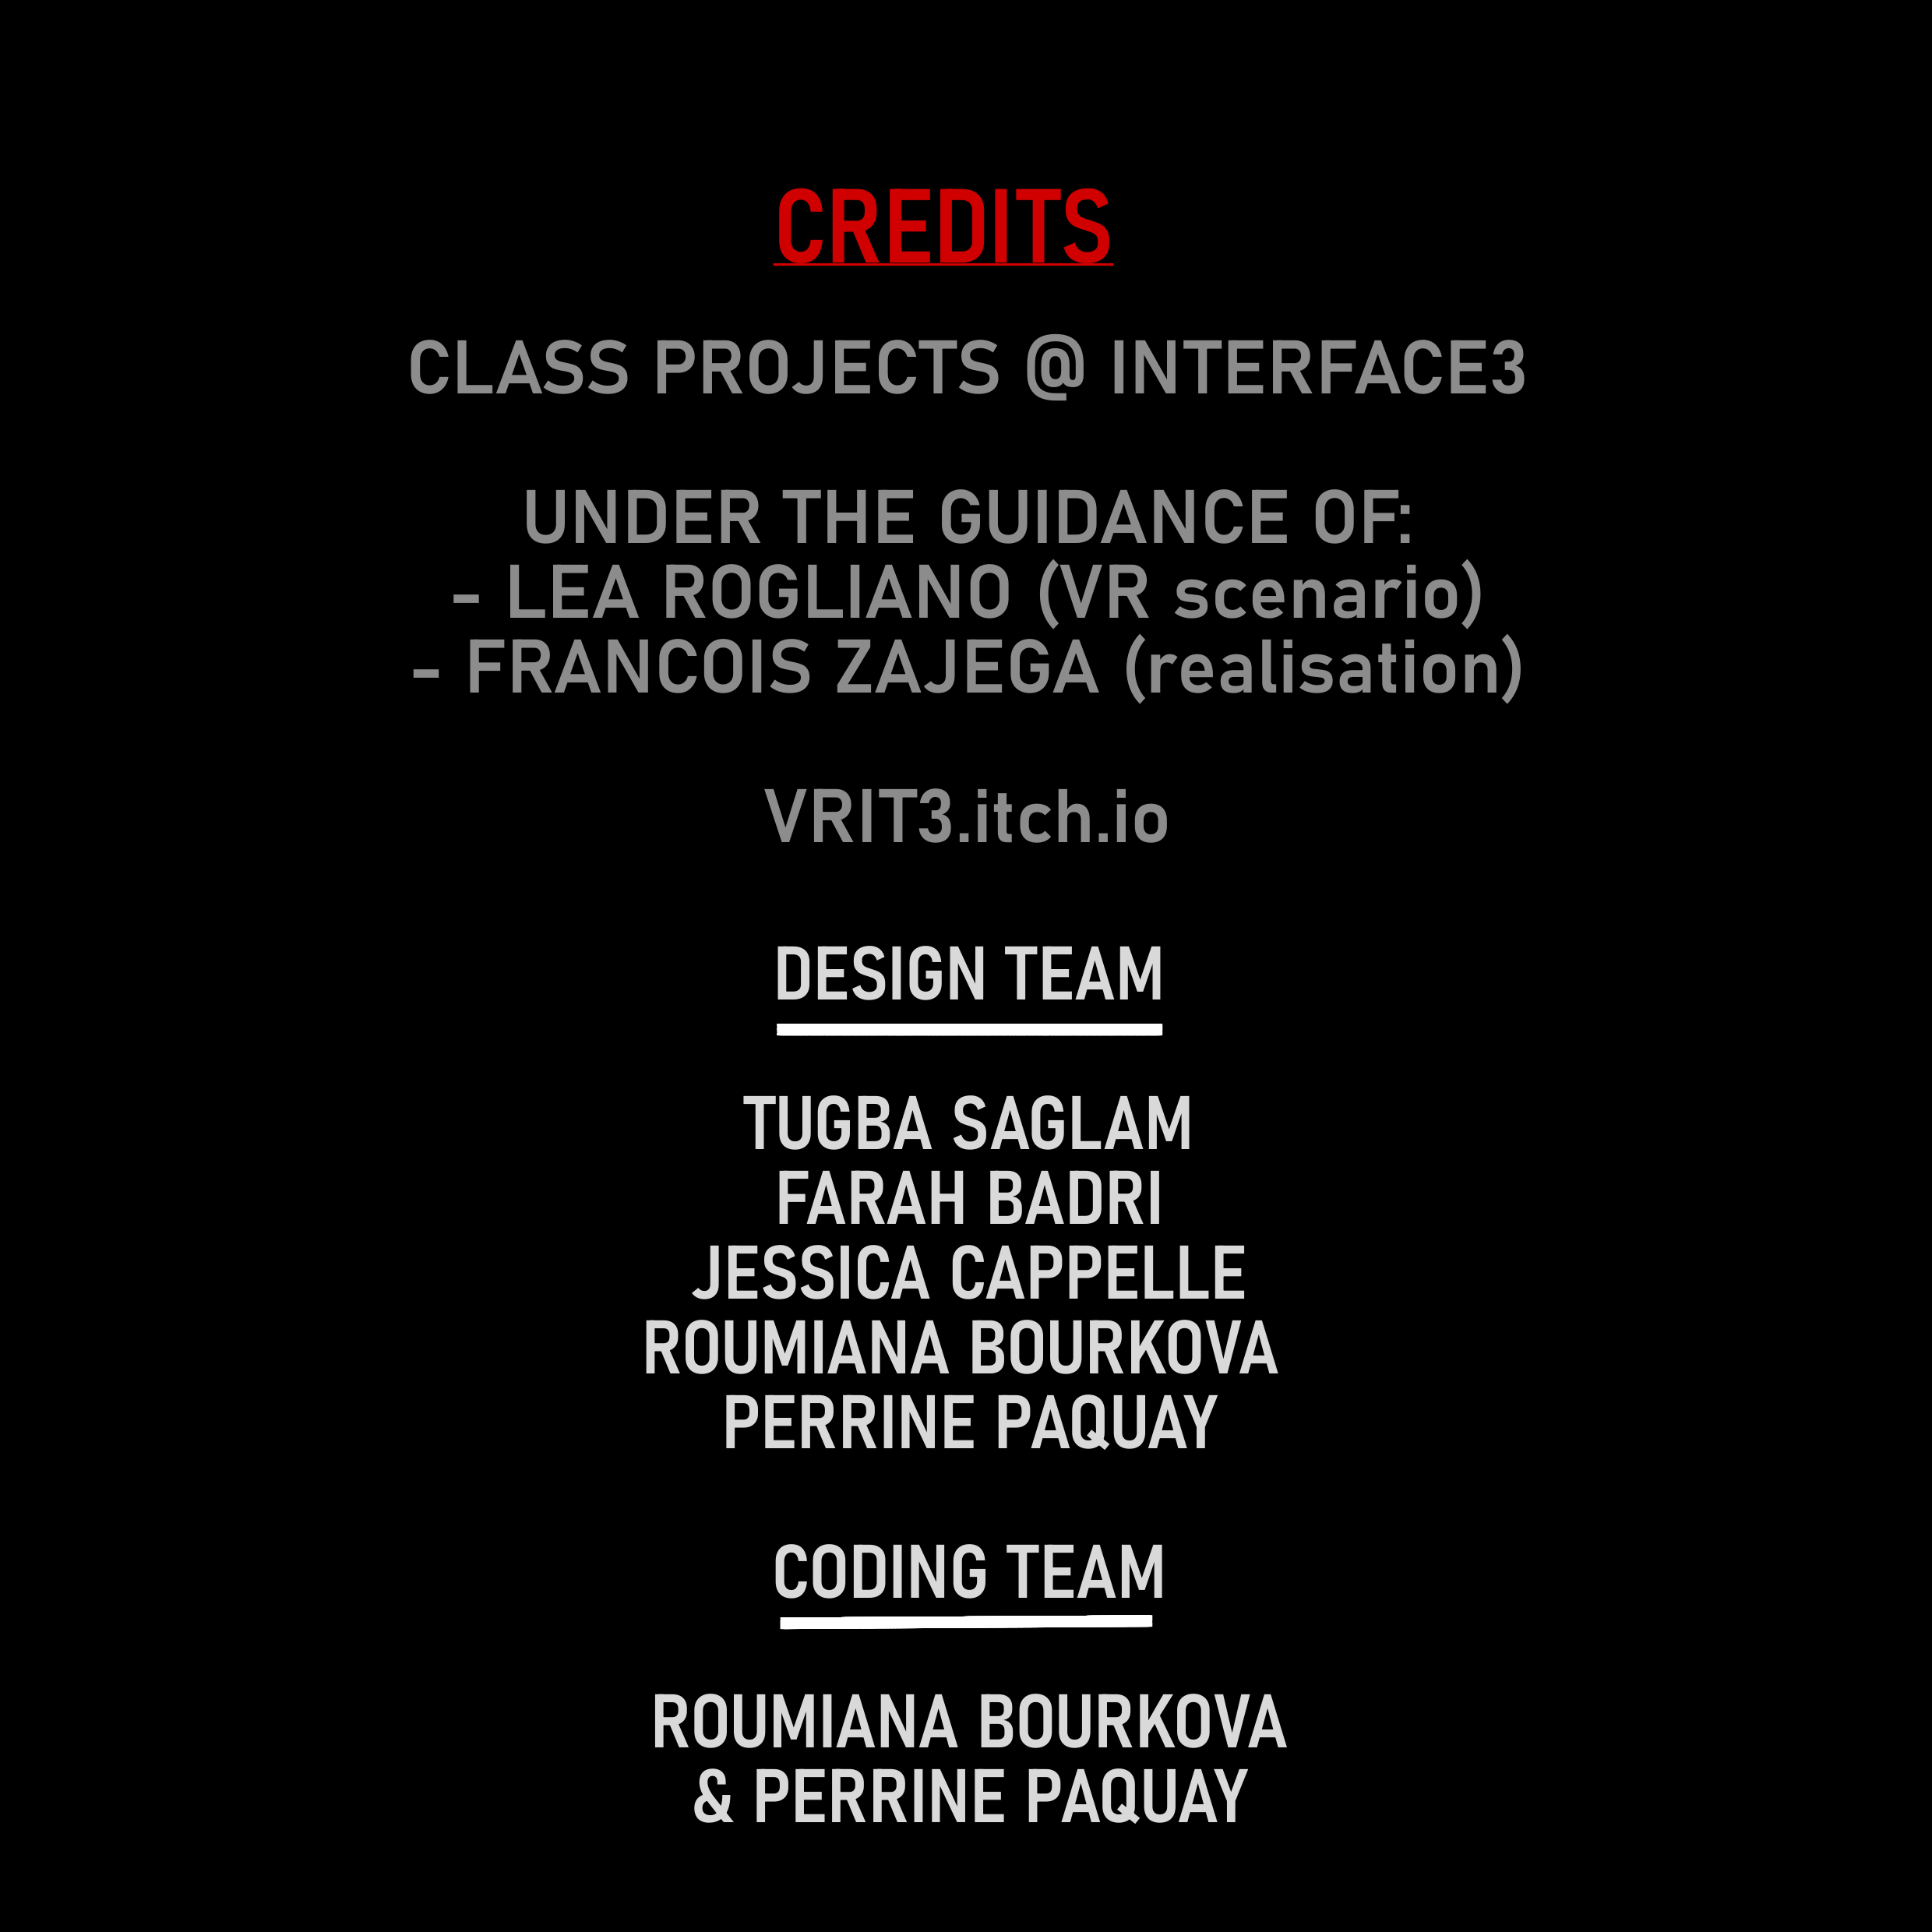 CREDITS
CLASS PROJECTS @ INTERFACE3
UNDER THE GUIDANCE OF:
- LEA ROGLIANO (VR scenario)
- FRANCOIS ZAJEGA (realisation)
VRIT3.itch.io
DESIGN TEAM
TUGBA SAGLAM
FARAH BADRI
JESSICA CAPPELLE
ROUMIANA BOURKOVA
PERRINE PAQUAY
CODING TEAM
ROUMIANA BOURKOVA
& PERRINE PAQUAY